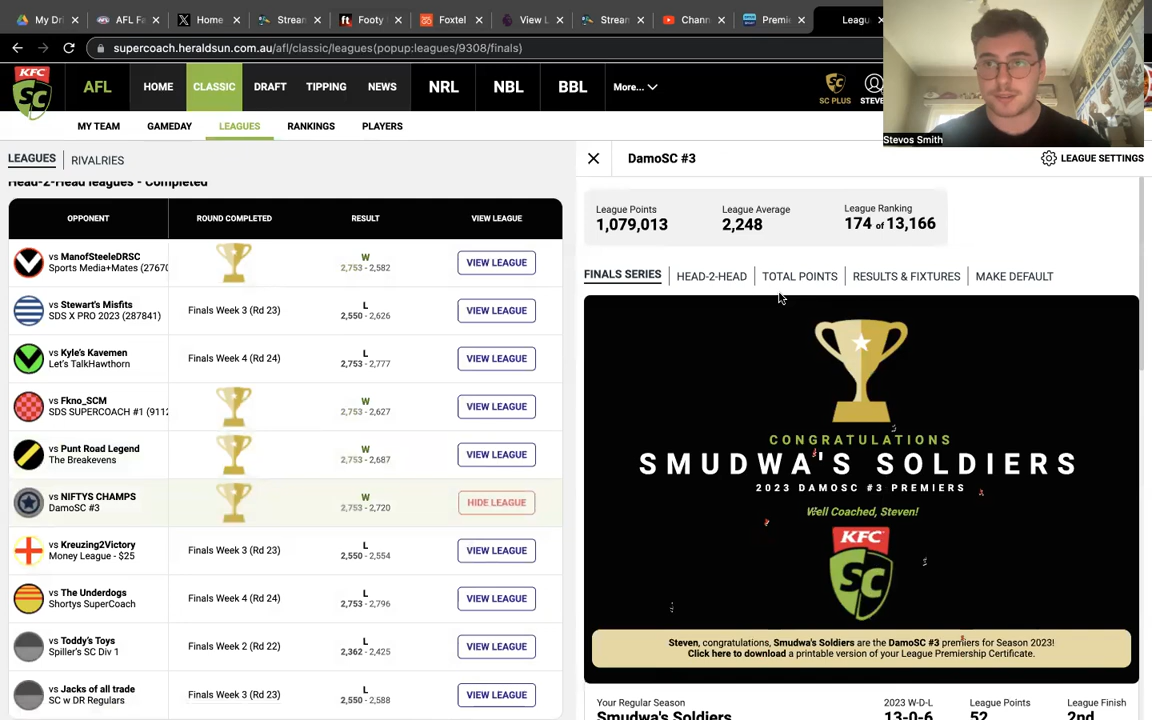 My Dri
AFL Fa
Home
Stream
Footy
Foxtel
View L
Stream
Chann
Premie
Leagu
supercoach.heraldsun.com.au/afl/classic/leagues(popup:leagues/9308/finals)
KFC SC
AFL HOME CLASSIC DRAFT TIPPING NEWS NRL NBL BBL More...
SC PLUS STEVE
MY TEAM GAMEDAY LEAGUES RANKINGS PLAYERS
Stevos Smith
LEAGUES RIVALRIES
Head-2-Head leagues - Completed
OPPONENT ROUND COMPLETED RESULT VIEW LEAGUE
vs ManofSteeleDRSC
Sports Media+Mates (27670
W
2,753 - 2,582
VIEW LEAGUE
vs Stewart's Misfits
SDS X PRO 2023 (287841)
Finals Week 3 (Rd 23)
L
2,550 - 2,626
VIEW LEAGUE
vs Kyle's Kavemen
Let's TalkHawthorn
Finals Week 4 (Rd 24)
L
2,753 - 2,777
VIEW LEAGUE
vs Fkno_SCM
SDS SUPERCOACH #1 (9112
W
2,753 - 2,627
VIEW LEAGUE
vs Punt Road Legend
The Breakevens
W
2,753 - 2,687
VIEW LEAGUE
vs NIFTYS CHAMPS
DamoSC #3
W
2,753 - 2,720
HIDE LEAGUE
vs Kreuzing2Victory
Money League - $25
Finals Week 3 (Rd 23)
L
2,550 - 2,554
VIEW LEAGUE
vs The Underdogs
Shortys SuperCoach
Finals Week 4 (Rd 24)
L
2,753 - 2,796
VIEW LEAGUE
vs Toddy's Toys
Spiller's SC Div 1
Finals Week 2 (Rd 22)
L
2,362 - 2,425
VIEW LEAGUE
vs Jacks of all trade
SC w DR Regulars
Finals Week 3 (Rd 23)
L
2,550 - 2,588
VIEW LEAGUE
DamoSC #3
LEAGUE SETTINGS
League Points League Average League Ranking
1,079,013 2,248 174 of 13,166
FINALS SERIES HEAD-2-HEAD TOTAL POINTS RESULTS & FIXTURES MAKE DEFAULT
CONGRATULATIONS
SMUDWA'S SOLDIERS
2023 DAMOSC #3 PREMIERS
Well Coached, Steven!
KFC
SC
Steven, congratulations, Smudwa's Soldiers are the DamoSC #3 premiers for Season 2023!
Click here to download a printable version of your League Premiership Certificate.
Your Regular Season 2023 W-D-L League Points League Finish
Smudwa's Soldiers 13-0-6 52 2nd